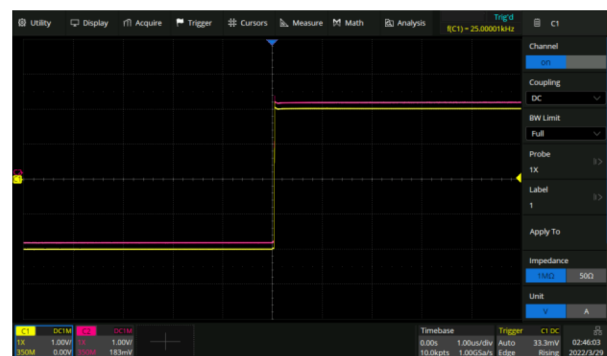 Utility Display Acquire Trigger Cursors Measure Math Analysis
Trig'd
f(C1) = 25.00001kHz
C1
Channel
on
Coupling
DC
BW Limit
Full
Probe
1X
Label
1
Apply To
Impedance
1MΩ 50Ω
Unit
V A
C1 DC1M
1X 1.00V/
350M 0.00V
C2 DC1M
1X 1.00V/
350M 183mV
Timebase
0.00s 1.00us/div
10.0kpts 1.00GSa/s
Trigger C1 DC
Auto 33.3mV
Edge Rising
02:46:03
2022/3/29